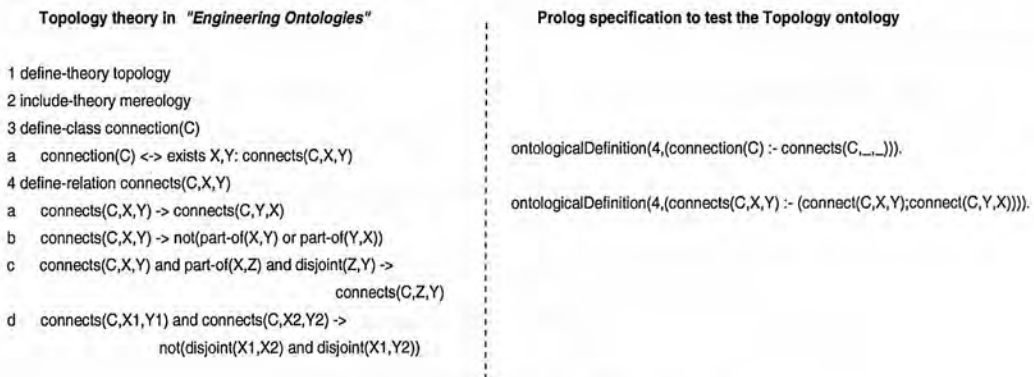 Topology theory in "Engineering Ontologies"
1 define-theory topology
2 include-theory mereology
3 define-class connection(C)
a connection(C) <-> exists X,Y: connects(C,X,Y)
4 define-relation connects(C,X,Y)
a connects(C,X,Y) -> connects(C,Y,X)
b connects(C,X,Y) -> not(part-of(X,Y) or part-of(Y,X))
c connects(C,X,Y) and part-of(X,Z) and disjoint(Z,Y) ->
connects(C,Z,Y)
d connects(C,X1,Y1) and connects(C,X2,Y2) ->
not(disjoint(X1,X2) and disjoint(X1,Y2))
Prolog specification to test the Topology ontology
ontologicalDefinition(4,(connection(C) :- connects(C,_,_))).
ontologicalDefinition(4,(connects(C,X,Y) :- (connect(C,X,Y);connect(C,Y,X)))).